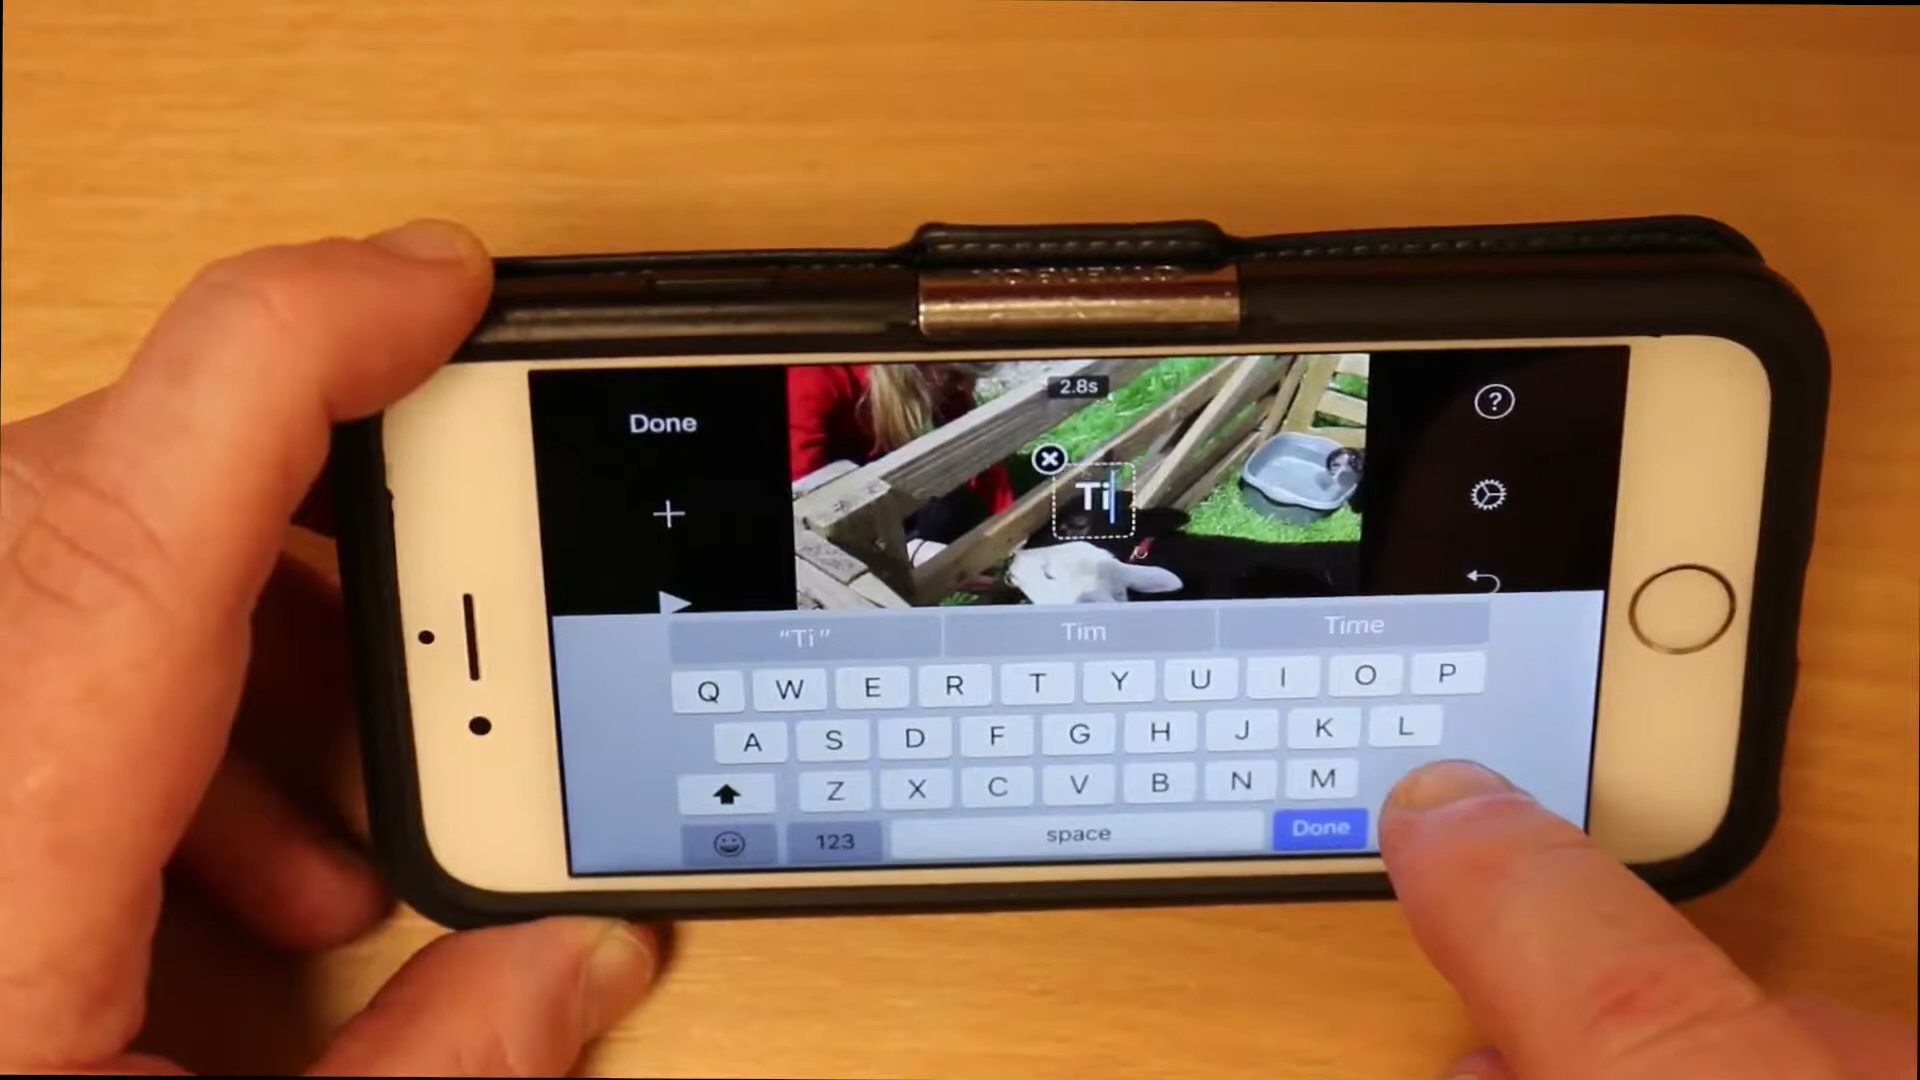 Done
2.8s
?
Ti
“Ti” Tim Time
Q W E R T Y U I O P
A S D F G H J K L
Z X C V B N M
123 space Done